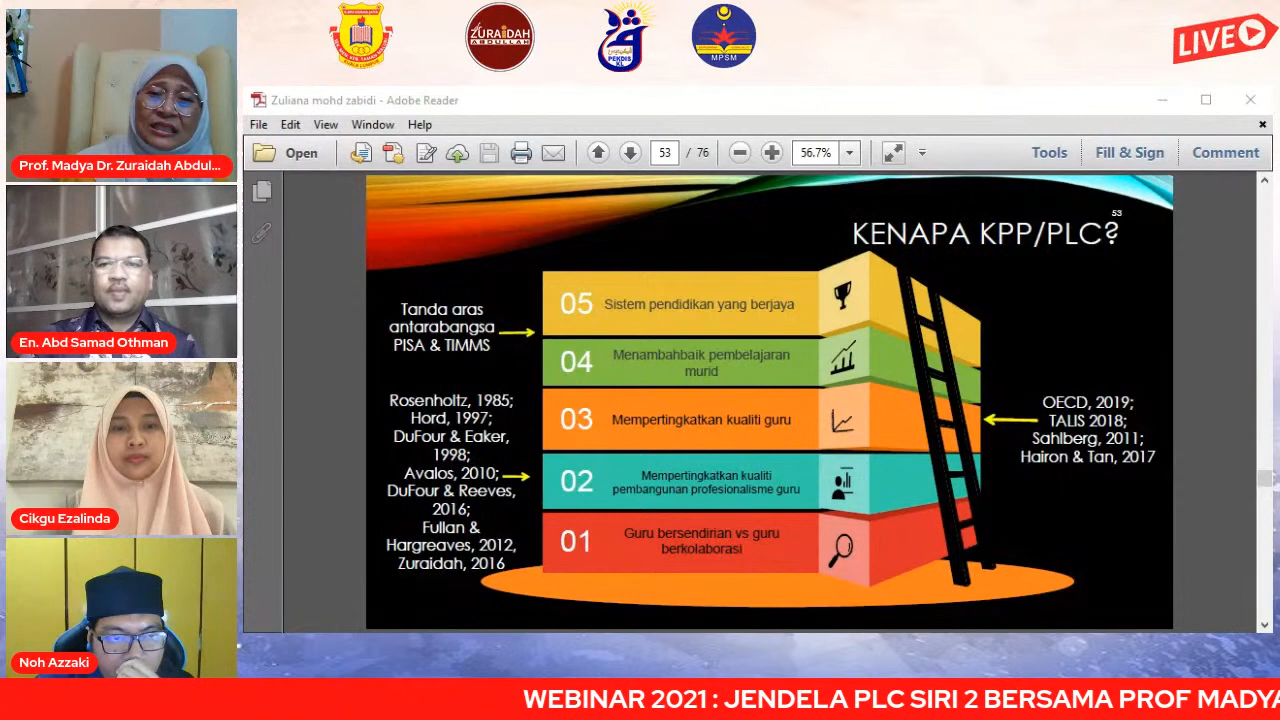 ZURAIDAH
ABDULLAH
PEKDIS
KL
MPSM
LIVE
Prof. Madya Dr. Zuraidah Abdul...
En. Abd Samad Othman
Cikgu Ezalinda
Noh Azzaki
Zuliana mohd zabidi - Adobe Reader
File Edit View Window Help
Open
53 / 76
56.7%
Tools Fill & Sign Comment
53
KENAPA KPP/PLC?
Tanda aras
antarabangsa
PISA & TIMMS
Rosenholtz, 1985;
Hord, 1997;
DuFour & Eaker,
1998;
Avalos, 2010;
DuFour & Reeves,
2016;
Fullan &
Hargreaves, 2012,
Zuraidah, 2016
05 Sistem pendidikan yang berjaya
04 Menambahbaik pembelajaran
murid
03 Mempertingkatkan kualiti guru
02 Mempertingkatkan kualiti
pembangunan profesionalisme guru
01 Guru bersendirian vs guru
berkolaborasi
OECD, 2019;
TALIS 2018;
Sahlberg, 2011;
Hairon & Tan, 2017
WEBINAR 2021 : JENDELA PLC SIRI 2 BERSAMA PROF MADYA